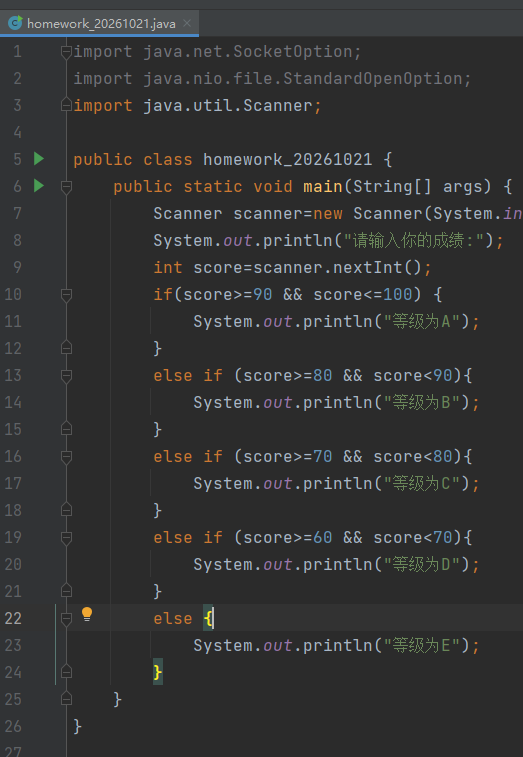 homework_20261021.java
1 import java.net.SocketOption;
2 import java.nio.file.StandardOpenOption;
3 import java.util.Scanner;
4
5 public class homework_20261021 {
6 public static void main(String[] args) {
7 Scanner scanner=new Scanner(System.in
8 System.out.println("请输入你的成绩:");
9 int score=scanner.nextInt();
10 if(score>=90 && score<=100) {
11 System.out.println("等级为A");
12 }
13 else if (score>=80 && score<90){
14 System.out.println("等级为B");
15 }
16 else if (score>=70 && score<80){
17 System.out.println("等级为C");
18 }
19 else if (score>=60 && score<70){
20 System.out.println("等级为D");
21 }
22 else {
23 System.out.println("等级为E");
24 }
25 }
26 }
27